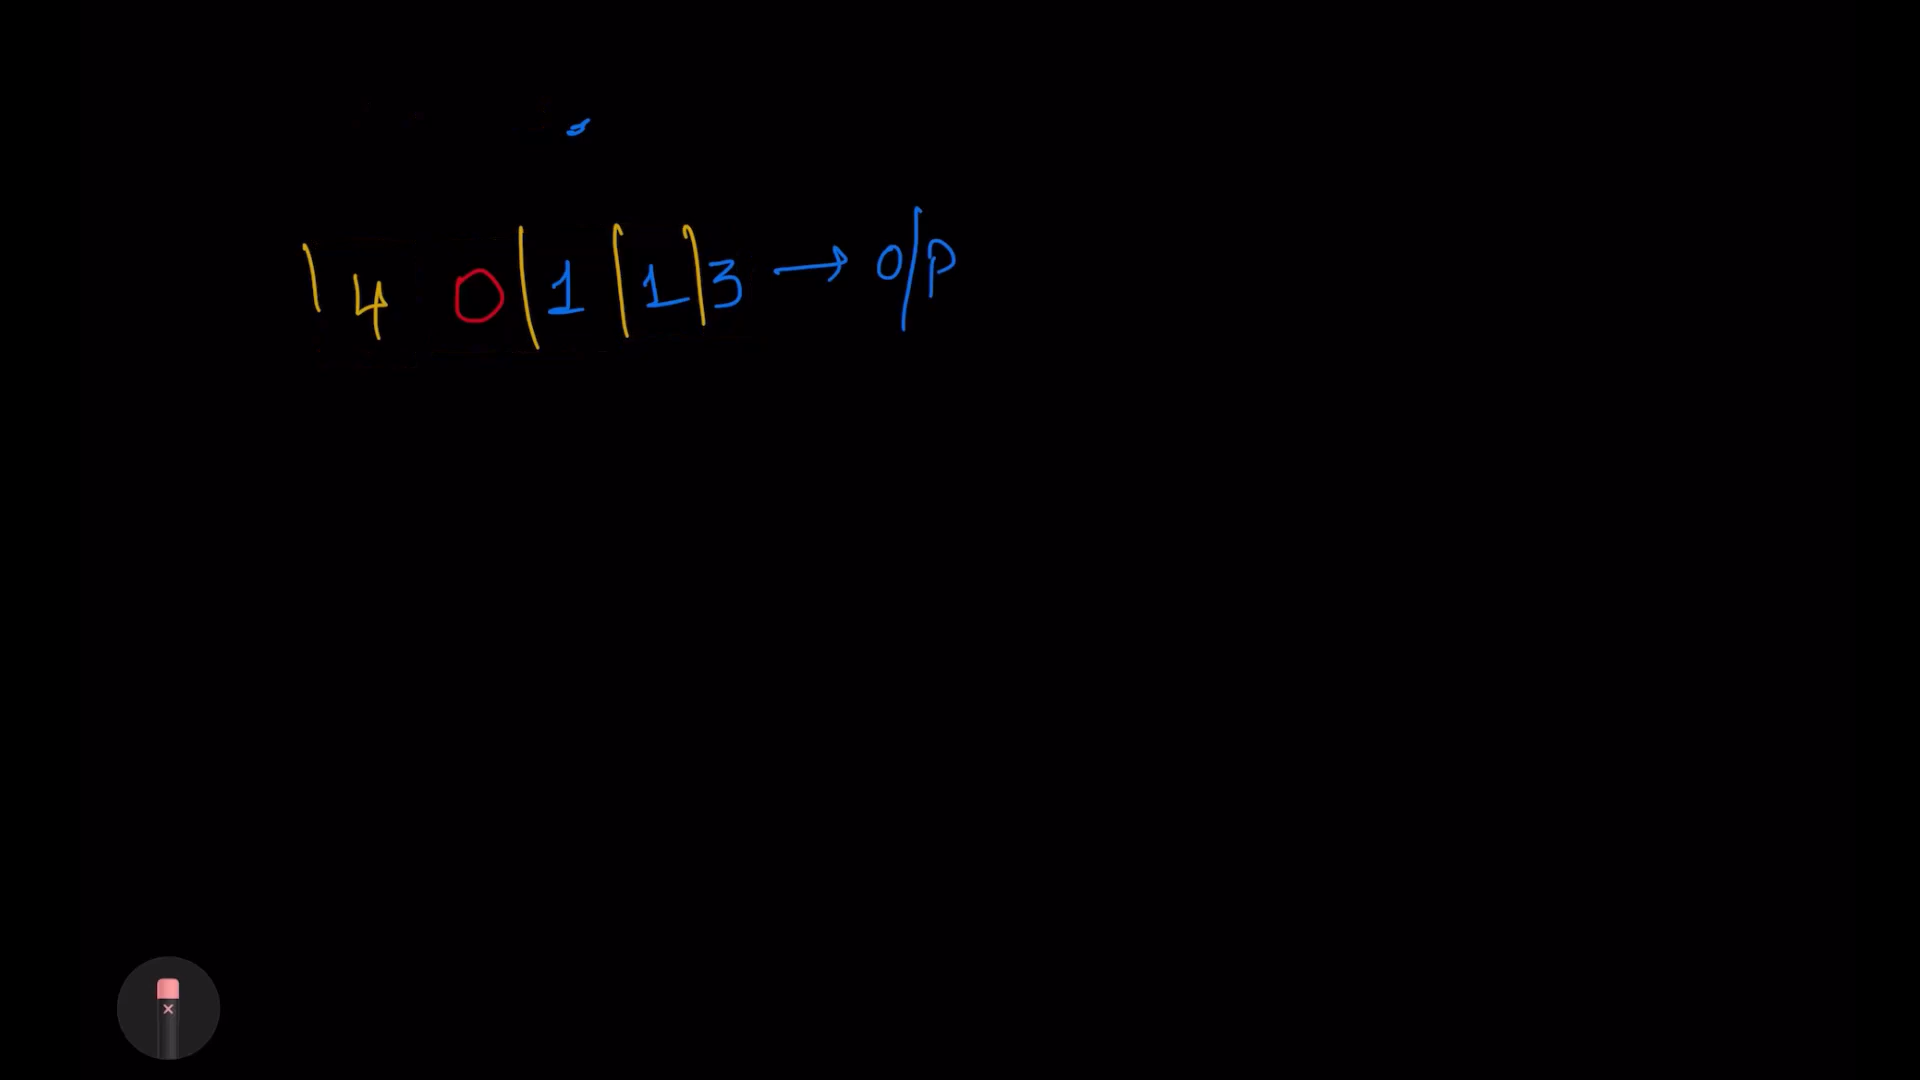 | 4 0 | 1 | 1 | 3 → o/p